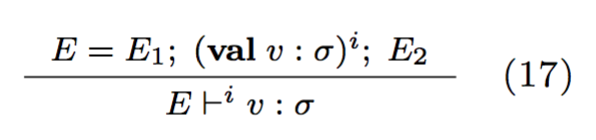 E = E₁; (val v : σ)ⁱ; E₂
E ⊢ⁱ v : σ
(17)